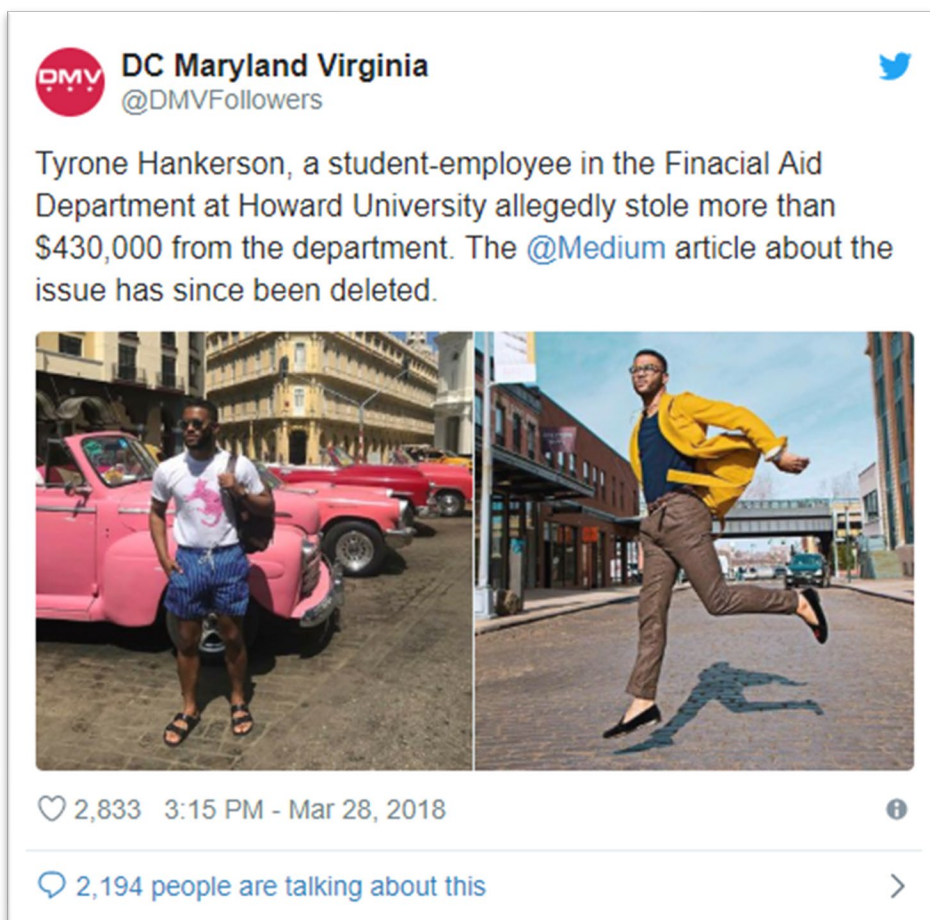 DMV
DC Maryland Virginia
@DMVFollowers
Tyrone Hankerson, a student-employee in the Finacial Aid
Department at Howard University allegedly stole more than
$430,000 from the department. The @Medium article about the
issue has since been deleted.
2,833 3:15 PM - Mar 28, 2018
2,194 people are talking about this